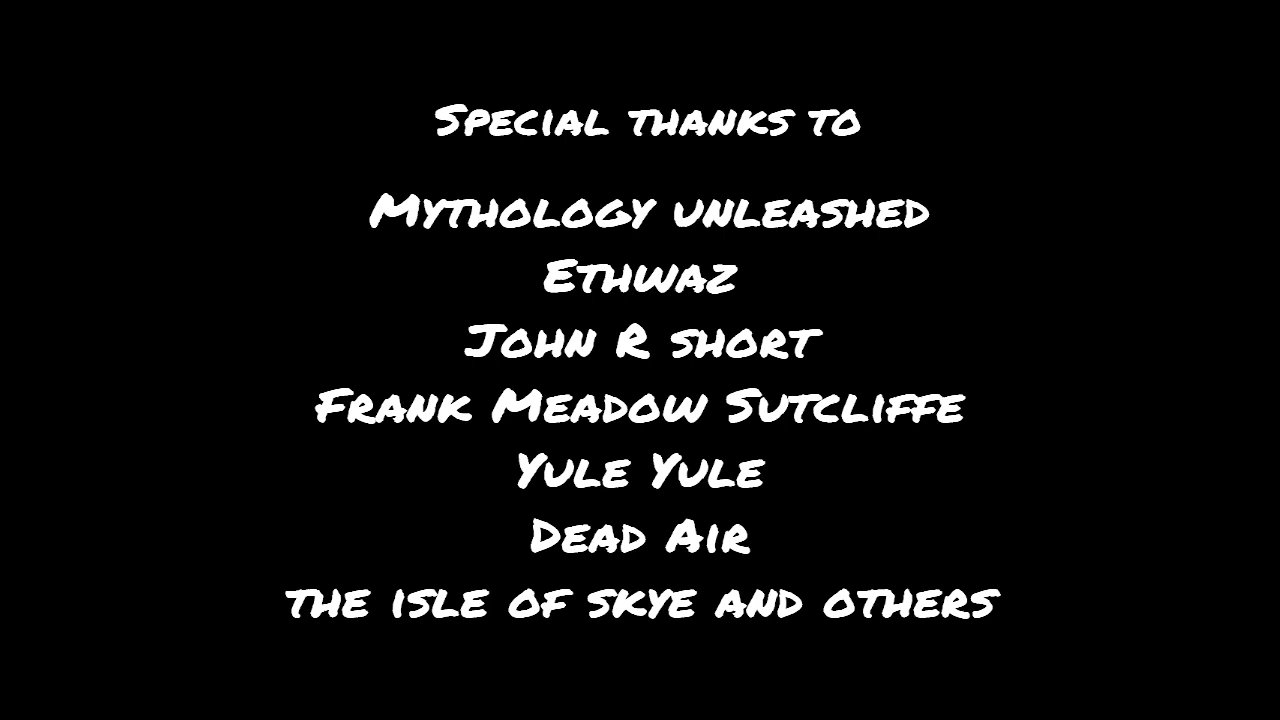 Special thanks to
Mythology unleashed
Ethwaz
John R short
Frank Meadow Sutcliffe
Yule Yule
Dead Air
the isle of skye and others